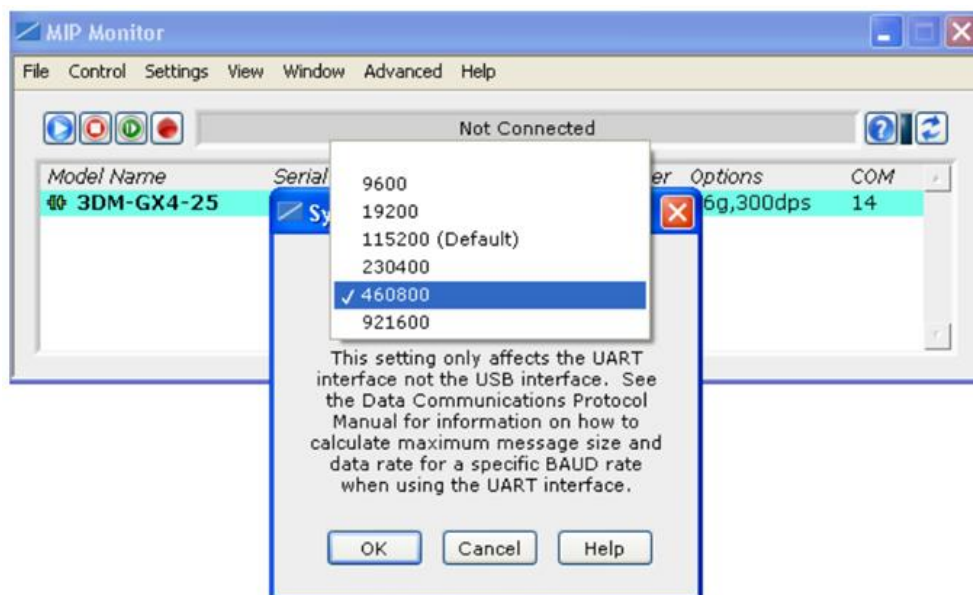 MIP Monitor
File Control Settings View Window Advanced Help
Not Connected
Model Name Serial Options COM
3DM-GX4-25 6g,300dps 14
9600
19200
115200 (Default)
230400
460800
921600
This setting only affects the UART
interface not the USB interface. See
the Data Communications Protocol
Manual for information on how to
calculate maximum message size and
data rate for a specific BAUD rate
when using the UART interface.
OK Cancel Help